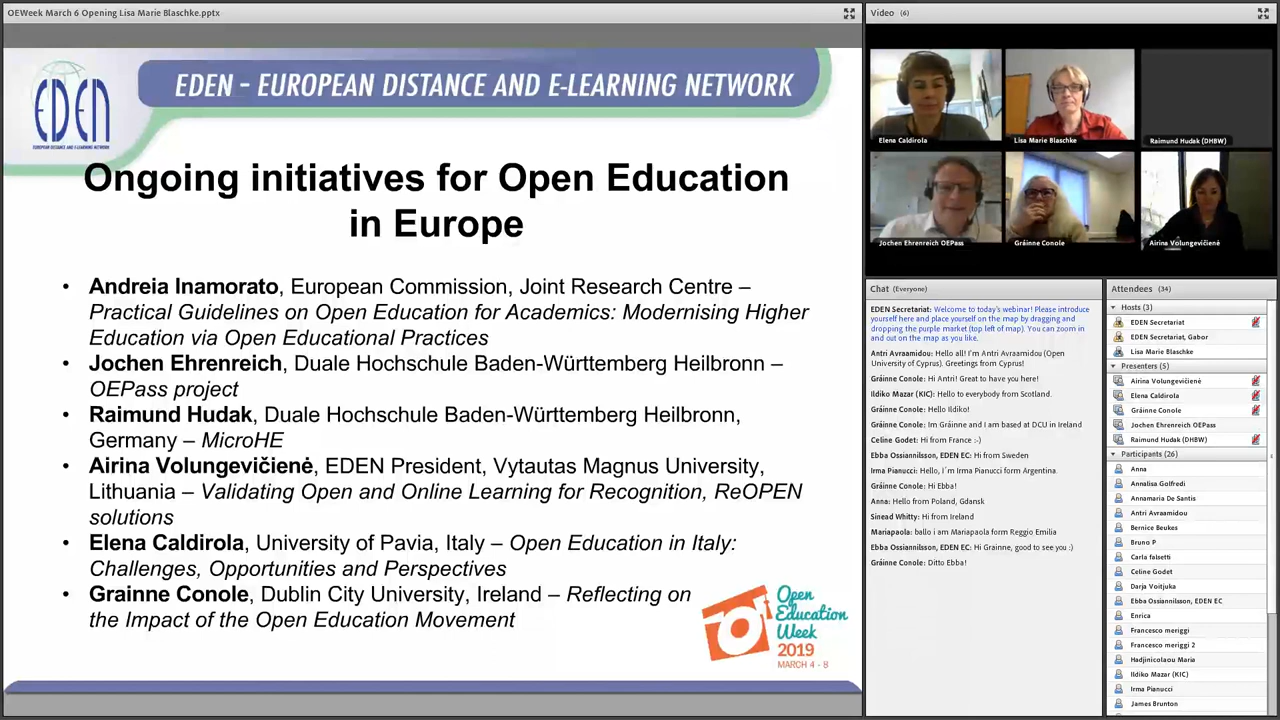 OEWeek March 6 Opening Lisa Marie Blaschke.pptx
EDEN
EUROPEAN DISTANCE AND E-LEARNING NETWORK
EDEN – EUROPEAN DISTANCE AND E-LEARNING NETWORK
Ongoing initiatives for Open Education
in Europe
• Andreia Inamorato, European Commission, Joint Research Centre –
Practical Guidelines on Open Education for Academics: Modernising Higher
Education via Open Educational Practices
• Jochen Ehrenreich, Duale Hochschule Baden-Württemberg Heilbronn –
OEPass project
• Raimund Hudak, Duale Hochschule Baden-Württemberg Heilbronn,
Germany – MicroHE
• Airina Volungevičienė, EDEN President, Vytautas Magnus University,
Lithuania – Validating Open and Online Learning for Recognition, ReOPEN
solutions
• Elena Caldirola, University of Pavia, Italy – Open Education in Italy:
Challenges, Opportunities and Perspectives
• Grainne Conole, Dublin City University, Ireland – Reflecting on
the Impact of the Open Education Movement
Open
Education
Week
2019
MARCH 4 - 8
Video (6)
Elena Caldirola
Lisa Marie Blaschke
Raimund Hudak (DHBW)
Jochen Ehrenreich OEPass
Gráinne Conole
Airina Volungevičienė
Chat (Everyone)
EDEN Secretariat: Welcome to today's webinar! Please introduce
yourself here and place yourself on the map by dragging and
dropping the purple market (top left of map). You can zoom in
and out on the map as you like.
Antri Avraamidou: Hello all! I'm Antri Avraamidou (Open
University of Cyprus). Greetings from Cyprus!
Gráinne Conole: Hi Antri! Great to have you here!
Ildiko Mazar (KIC): Hello to everybody from Scotland.
Gráinne Conole: Hello Ildiko!
Gráinne Conole: Im Gráinne and I am based at DCU in Ireland
Celine Godet: Hi from France :-)
Ebba Ossiannilsson, EDEN EC: Hi from Sweden
Irma Pianucci: Hello, I´m Irma Pianucci form Argentina.
Gráinne Conole: Hi Ebba!
Anna: Hello from Poland, Gdansk
Sinead Whitty: Hi from Ireland
Mariapaola: ballo i am Mariapaola form Reggio Emilia
Ebba Ossiannilsson, EDEN EC: Hi Grainne, good to see you :)
Gráinne Conole: Ditto Ebba!
Attendees (34)
Hosts (3)
EDEN Secretariat
EDEN Secretariat, Gabor
Lisa Marie Blaschke
Presenters (5)
Airina Volungevičienė
Elena Caldirola
Gráinne Conole
Jochen Ehrenreich OEPass
Raimund Hudak (DHBW)
Participants (26)
Anna
Annalisa Golfredi
Annamaria De Santis
Antri Avraamidou
Bernice Beukes
Bruno P
Carla falsetti
Celine Godet
Darja Voitjuka
Ebba Ossiannilsson, EDEN EC
Enrica
Francesco meriggi
Francesco meriggi 2
Hadjinicolaou Maria
Ildiko Mazar (KIC)
Irma Pianucci
James Brunton